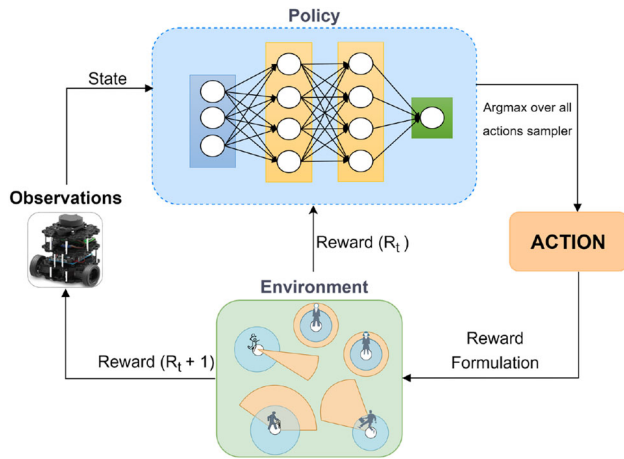 Policy
State
Argmax over all
actions sampler
Observations
Reward (Rt )
ACTION
Environment
Reward (Rt + 1)
Reward
Formulation